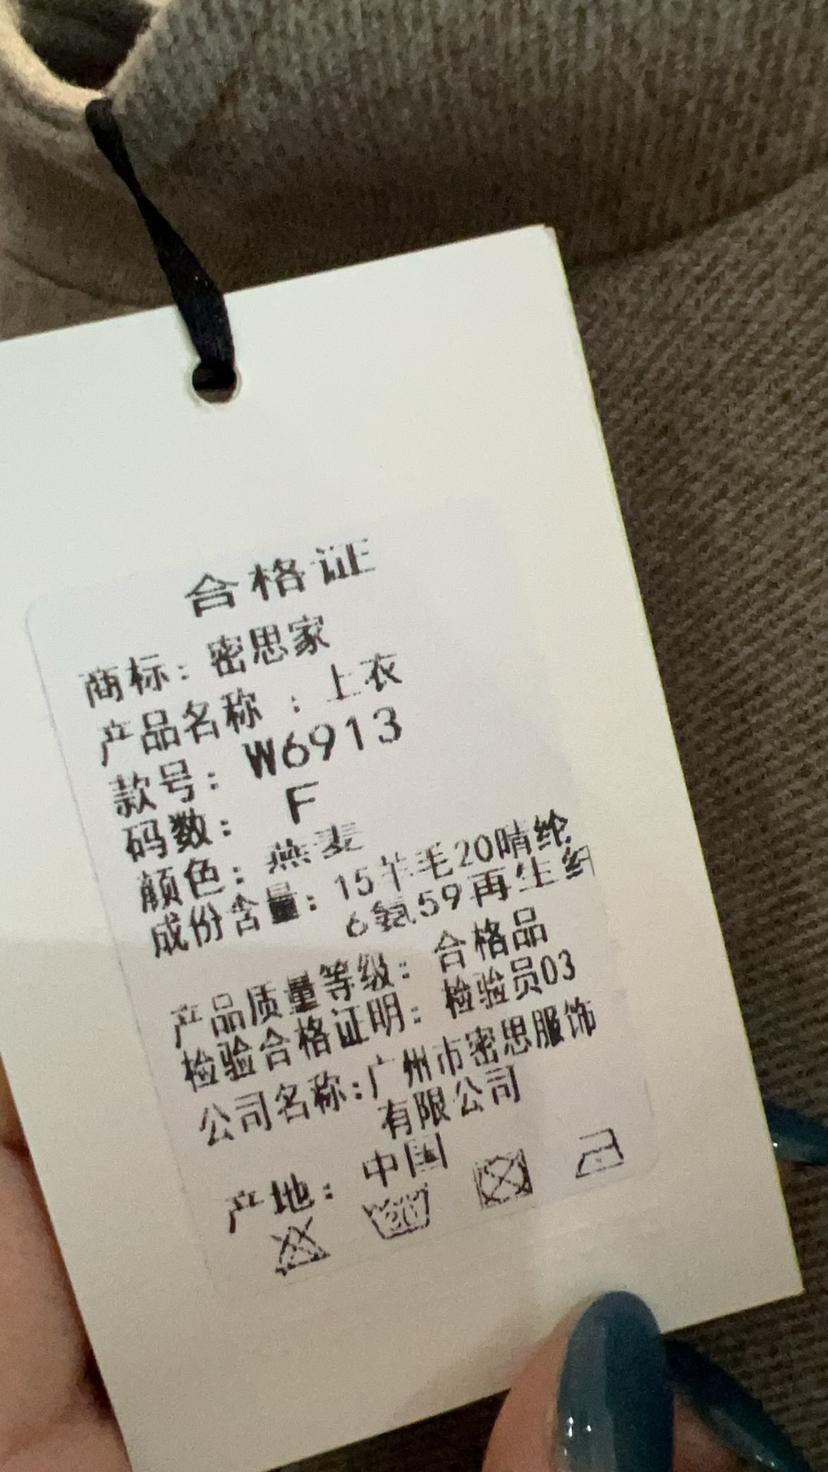 合格证
商标：密思家
产品名称：上衣
款号：W6913
码数：F
颜色：燕麦
成份含量：15羊毛20晴纶
6氨59再生纤
产品质量等级：合格品
检验合格证明：检验员03
公司名称:广州市密思服饰
有限公司
产地：中国